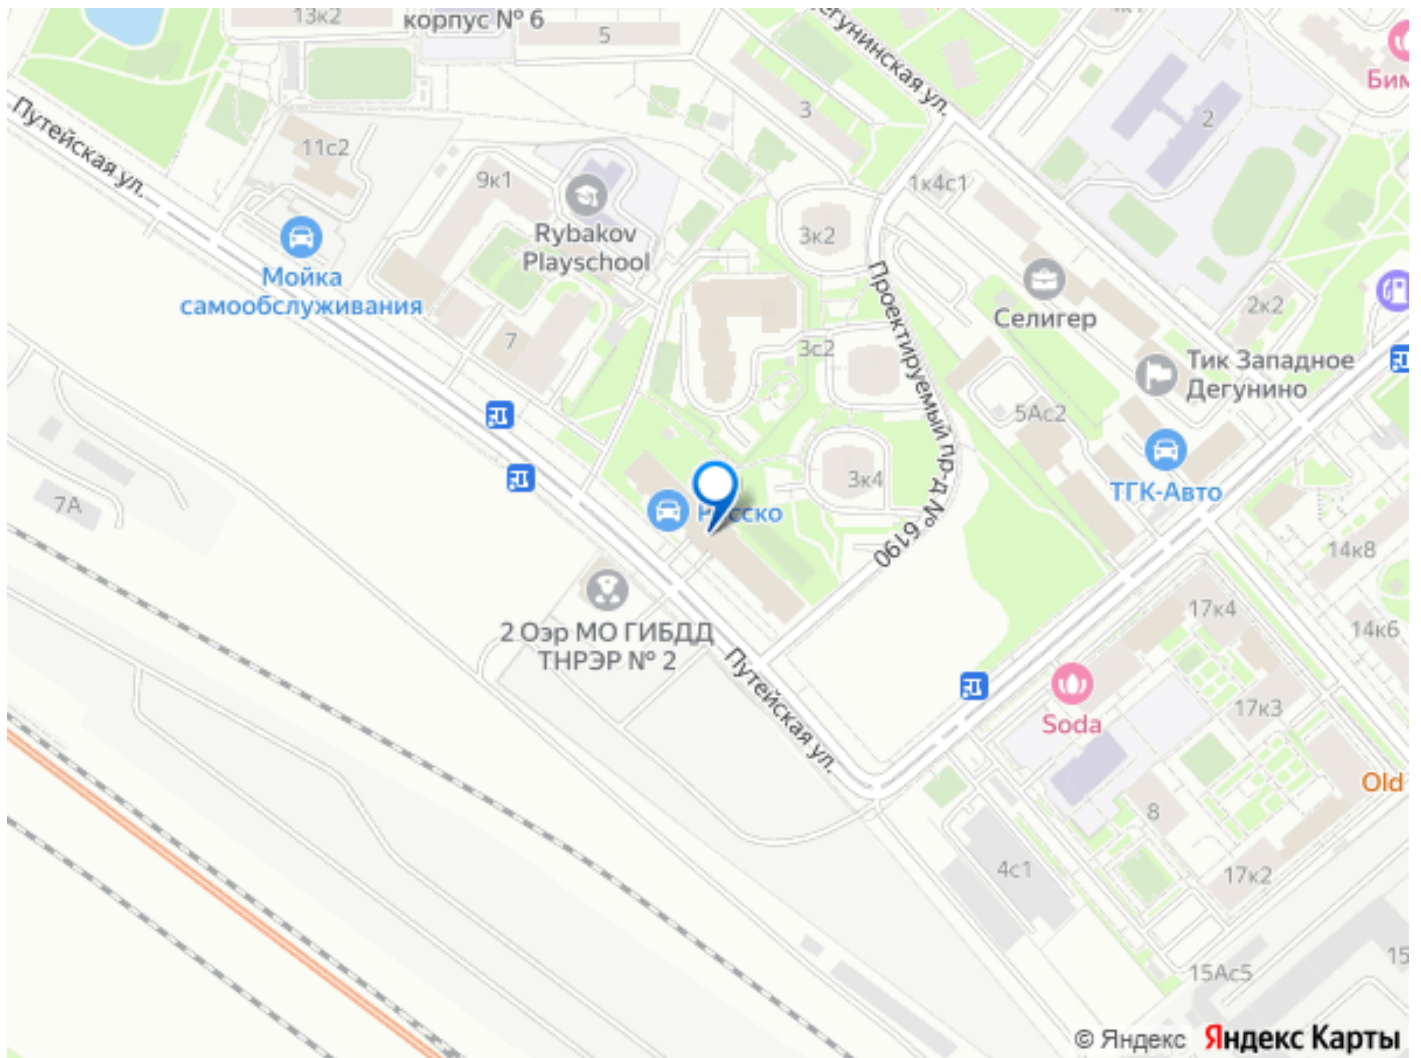 13к2
корпус № 6
5
Дегунинская ул.
Путейская ул.
3
2
11с2
9к1
1к4с1
Rybakov
Playschool
3к2
Мойка
самообслуживания
Проектируемый пр-д № 6190
Селигер
2к2
7
3с2
Тик Западное
Дегунино
5Ас2
3к4
7А
ТГК-Авто
14к8
2 Оэр МО ГИБДД
ТНРЭР № 2
17к4
14к6
Путейская ул.
Soda
17к3
Old
8
4с1
17к2
15Ас5
15
© Яндекс Яндекс Карты